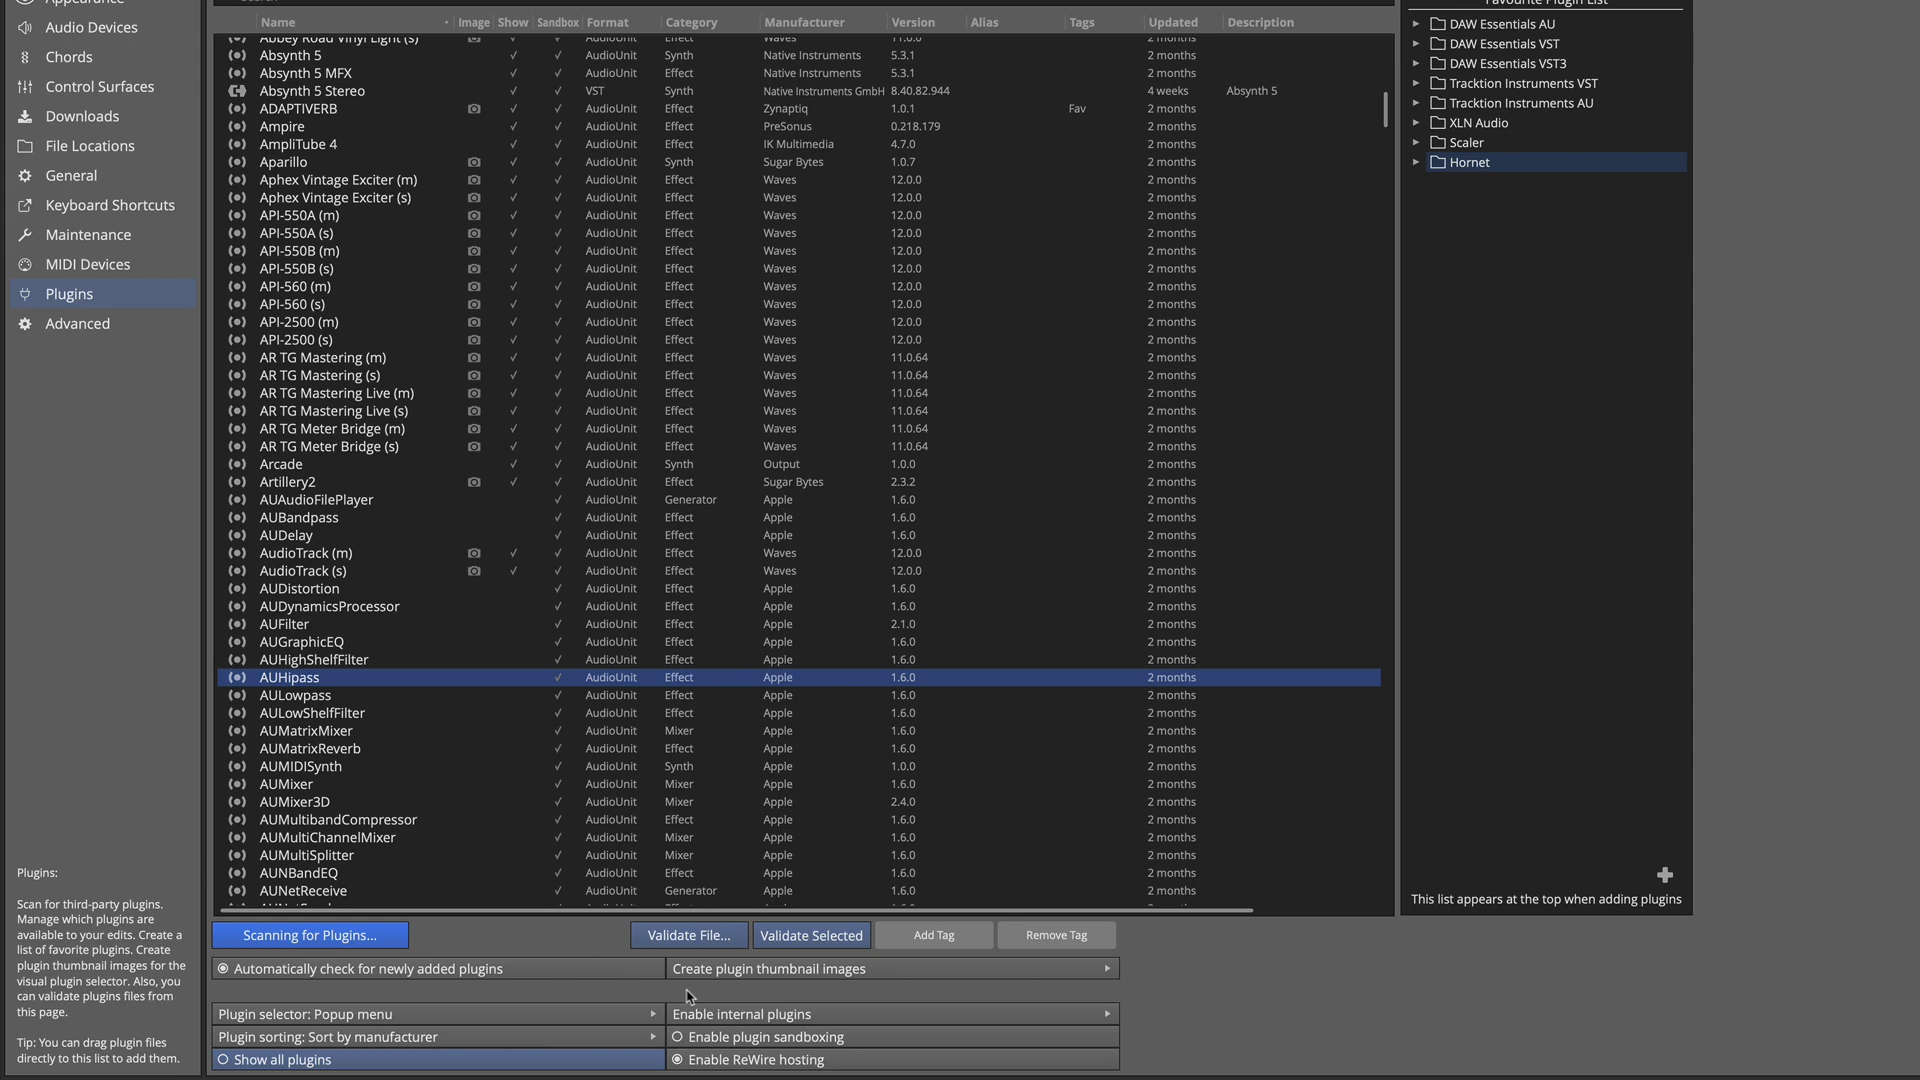 Appearance
Audio Devices
Chords
Control Surfaces
Downloads
File Locations
General
Keyboard Shortcuts
Maintenance
MIDI Devices
Plugins
Advanced
Plugins:
Scan for third-party plugins.
Manage which plugins are
available to your edits. Create a
list of favorite plugins. Create
plugin thumbnail images for the
visual plugin selector. Also, you
can validate plugins files from
this page.
Tip: You can drag plugin files
directly to this list to add them.
Name Image Show Sandbox Format Category Manufacturer Version Alias Tags Updated Description
Abbey Road Vinyl Light (s) AudioUnit Effect Waves 11.0.0 2 months
Absynth 5 ✓ ✓ AudioUnit Synth Native Instruments 5.3.1 2 months
Absynth 5 MFX ✓ ✓ AudioUnit Effect Native Instruments 5.3.1 2 months
Absynth 5 Stereo ✓ ✓ VST Synth Native Instruments GmbH 8.40.82.944 4 weeks Absynth 5
ADAPTIVERB ✓ ✓ AudioUnit Effect Zynaptiq 1.0.1 Fav 2 months
Ampire ✓ ✓ AudioUnit Effect PreSonus 0.218.179 2 months
AmpliTube 4 ✓ ✓ AudioUnit Effect IK Multimedia 4.7.0 2 months
Aparillo ✓ ✓ AudioUnit Synth Sugar Bytes 1.0.7 2 months
Aphex Vintage Exciter (m) ✓ ✓ AudioUnit Effect Waves 12.0.0 2 months
Aphex Vintage Exciter (s) ✓ ✓ AudioUnit Effect Waves 12.0.0 2 months
API-550A (m) ✓ ✓ AudioUnit Effect Waves 12.0.0 2 months
API-550A (s) ✓ ✓ AudioUnit Effect Waves 12.0.0 2 months
API-550B (m) ✓ ✓ AudioUnit Effect Waves 12.0.0 2 months
API-550B (s) ✓ ✓ AudioUnit Effect Waves 12.0.0 2 months
API-560 (m) ✓ ✓ AudioUnit Effect Waves 12.0.0 2 months
API-560 (s) ✓ ✓ AudioUnit Effect Waves 12.0.0 2 months
API-2500 (m) ✓ ✓ AudioUnit Effect Waves 12.0.0 2 months
API-2500 (s) ✓ ✓ AudioUnit Effect Waves 12.0.0 2 months
AR TG Mastering (m) ✓ ✓ AudioUnit Effect Waves 11.0.64 2 months
AR TG Mastering (s) ✓ ✓ AudioUnit Effect Waves 11.0.64 2 months
AR TG Mastering Live (m) ✓ ✓ AudioUnit Effect Waves 11.0.64 2 months
AR TG Mastering Live (s) ✓ ✓ AudioUnit Effect Waves 11.0.64 2 months
AR TG Meter Bridge (m) ✓ ✓ AudioUnit Effect Waves 11.0.64 2 months
AR TG Meter Bridge (s) ✓ ✓ AudioUnit Effect Waves 11.0.64 2 months
Arcade ✓ ✓ AudioUnit Synth Output 1.0.0 2 months
Artillery2 ✓ ✓ AudioUnit Effect Sugar Bytes 2.3.2 2 months
AUAudioFilePlayer ✓ AudioUnit Generator Apple 1.6.0 2 months
AUBandpass ✓ AudioUnit Effect Apple 1.6.0 2 months
AUDelay ✓ AudioUnit Effect Apple 1.6.0 2 months
AudioTrack (m) ✓ ✓ AudioUnit Effect Waves 12.0.0 2 months
AudioTrack (s) ✓ ✓ AudioUnit Effect Waves 12.0.0 2 months
AUDistortion ✓ AudioUnit Effect Apple 1.6.0 2 months
AUDynamicsProcessor ✓ AudioUnit Effect Apple 1.6.0 2 months
AUFilter ✓ AudioUnit Effect Apple 2.1.0 2 months
AUGraphicEQ ✓ AudioUnit Effect Apple 1.6.0 2 months
AUHighShelfFilter ✓ AudioUnit Effect Apple 1.6.0 2 months
AUHipass ✓ AudioUnit Effect Apple 1.6.0 2 months
AULowpass ✓ AudioUnit Effect Apple 1.6.0 2 months
AULowShelfFilter ✓ AudioUnit Effect Apple 1.6.0 2 months
AUMatrixMixer ✓ AudioUnit Mixer Apple 1.6.0 2 months
AUMatrixReverb ✓ AudioUnit Effect Apple 1.6.0 2 months
AUMIDISynth ✓ AudioUnit Synth Apple 1.0.0 2 months
AUMixer ✓ AudioUnit Mixer Apple 1.6.0 2 months
AUMixer3D ✓ AudioUnit Mixer Apple 2.4.0 2 months
AUMultibandCompressor ✓ AudioUnit Effect Apple 1.6.0 2 months
AUMultiChannelMixer ✓ AudioUnit Mixer Apple 1.6.0 2 months
AUMultiSplitter ✓ AudioUnit Mixer Apple 1.6.0 2 months
AUNBandEQ ✓ AudioUnit Effect Apple 1.6.0 2 months
AUNetReceive ✓ AudioUnit Generator Apple 1.6.0 2 months
Scanning for Plugins...
Validate File...
Validate Selected
Add Tag
Remove Tag
Automatically check for newly added plugins
Create plugin thumbnail images
Plugin selector: Popup menu
Enable internal plugins
Plugin sorting: Sort by manufacturer
Enable plugin sandboxing
Show all plugins
Enable ReWire hosting
Favourite Plugin List
DAW Essentials AU
DAW Essentials VST
DAW Essentials VST3
Tracktion Instruments VST
Tracktion Instruments AU
XLN Audio
Scaler
Hornet
This list appears at the top when adding plugins